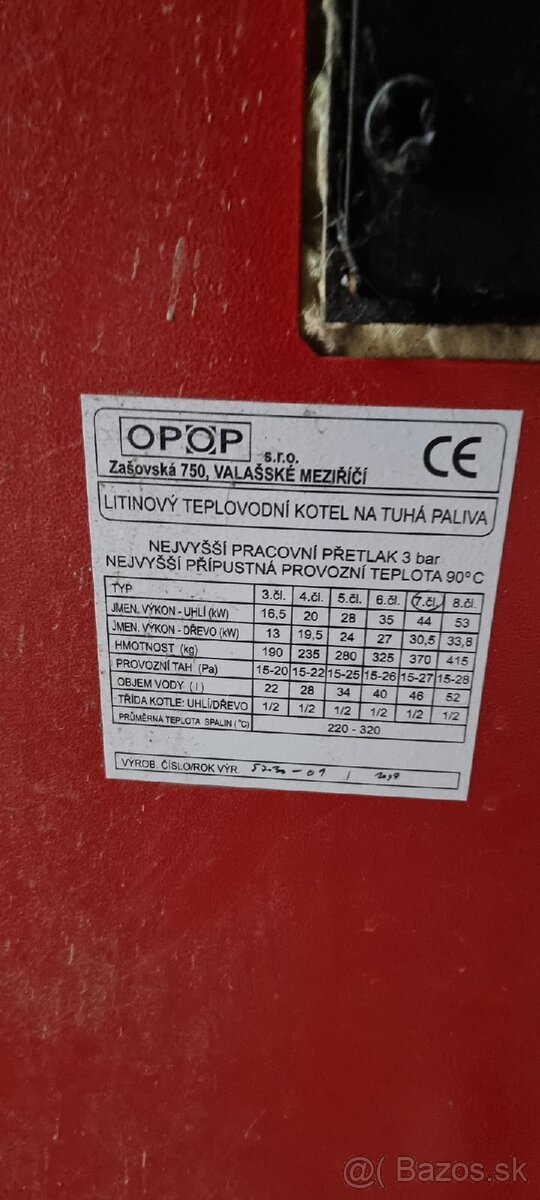 OPOP s.r.o.
CE
Zašovská 750, VALAŠSKÉ MEZIŘÍČÍ
LITINOVÝ TEPLOVODNÍ KOTEL NA TUHÁ PALIVA
NEJVYŠŠÍ PRACOVNÍ PŘETLAK 3 bar
NEJVYŠŠÍ PŘÍPUSTNÁ PROVOZNÍ TEPLOTA 90ºC
TYP 3.čl. 4.čl. 5.čl. 6.čl. 7.čl. 8.čl.
JMEN. VÝKON - UHLÍ (kW) 16,5 20 28 35 44 53
JMEN. VÝKON - DŘEVO (kW) 13 19,5 24 27 30,5 33,8
HMOTNOST (kg) 190 235 280 325 370 415
PROVOZNÍ TAH (Pa) 15-20 15-22 15-25 15-26 15-27 15-28
OBJEM VODY ( l ) 22 28 34 40 46 52
TŘÍDA KOTLE: UHLÍ/DŘEVO 1/2 1/2 1/2 1/2 1/2 1/2
PRŮMĚRNÁ TEPLOTA SPALIN (°C) 220 - 320
VÝROB. ČÍSLO/ROK VÝR. /
@ Bazos.sk